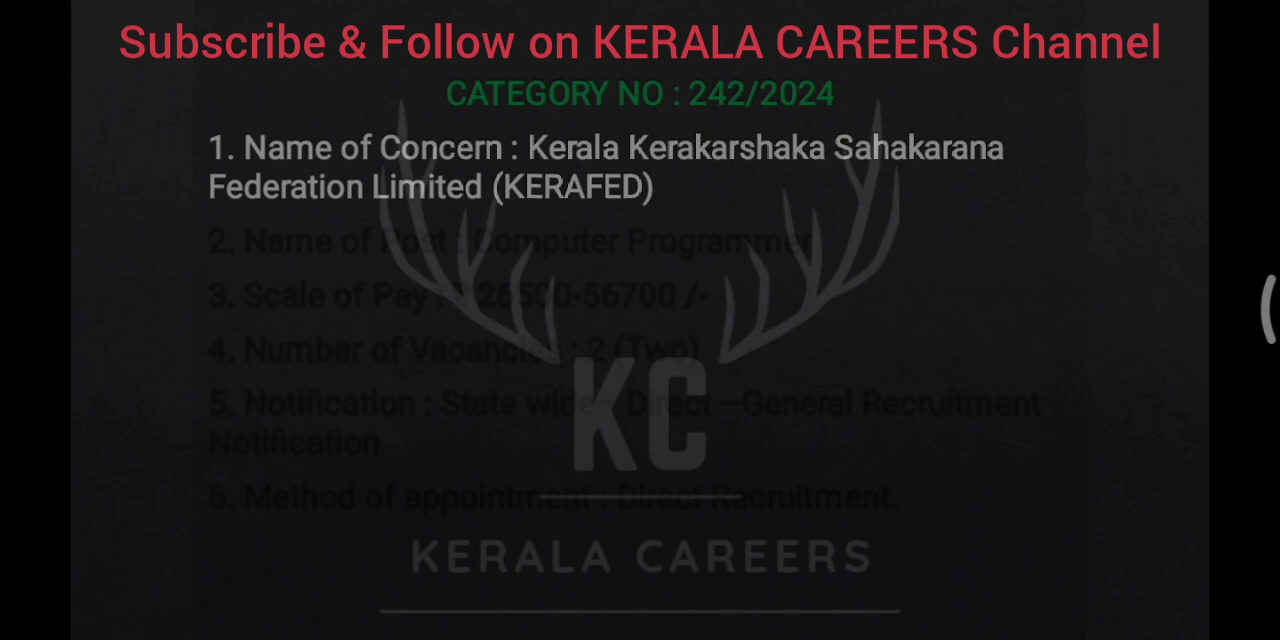 Subscribe & Follow on KERALA CAREERS Channel
CATEGORY NO : 242/2024
1. Name of Concern : Kerala Kerakarshaka Sahakarana
Federation Limited (KERAFED)
2. Name of Post : Computer Programmer
3. Scale of Pay : ₹ 26500-56700 /-
4. Number of Vacancies : 2 (Two)
5. Notification : State wide– Direct –General Recruitment
Notification
6. Method of appointment : Direct Recruitment.
KC
KERALA CAREERS